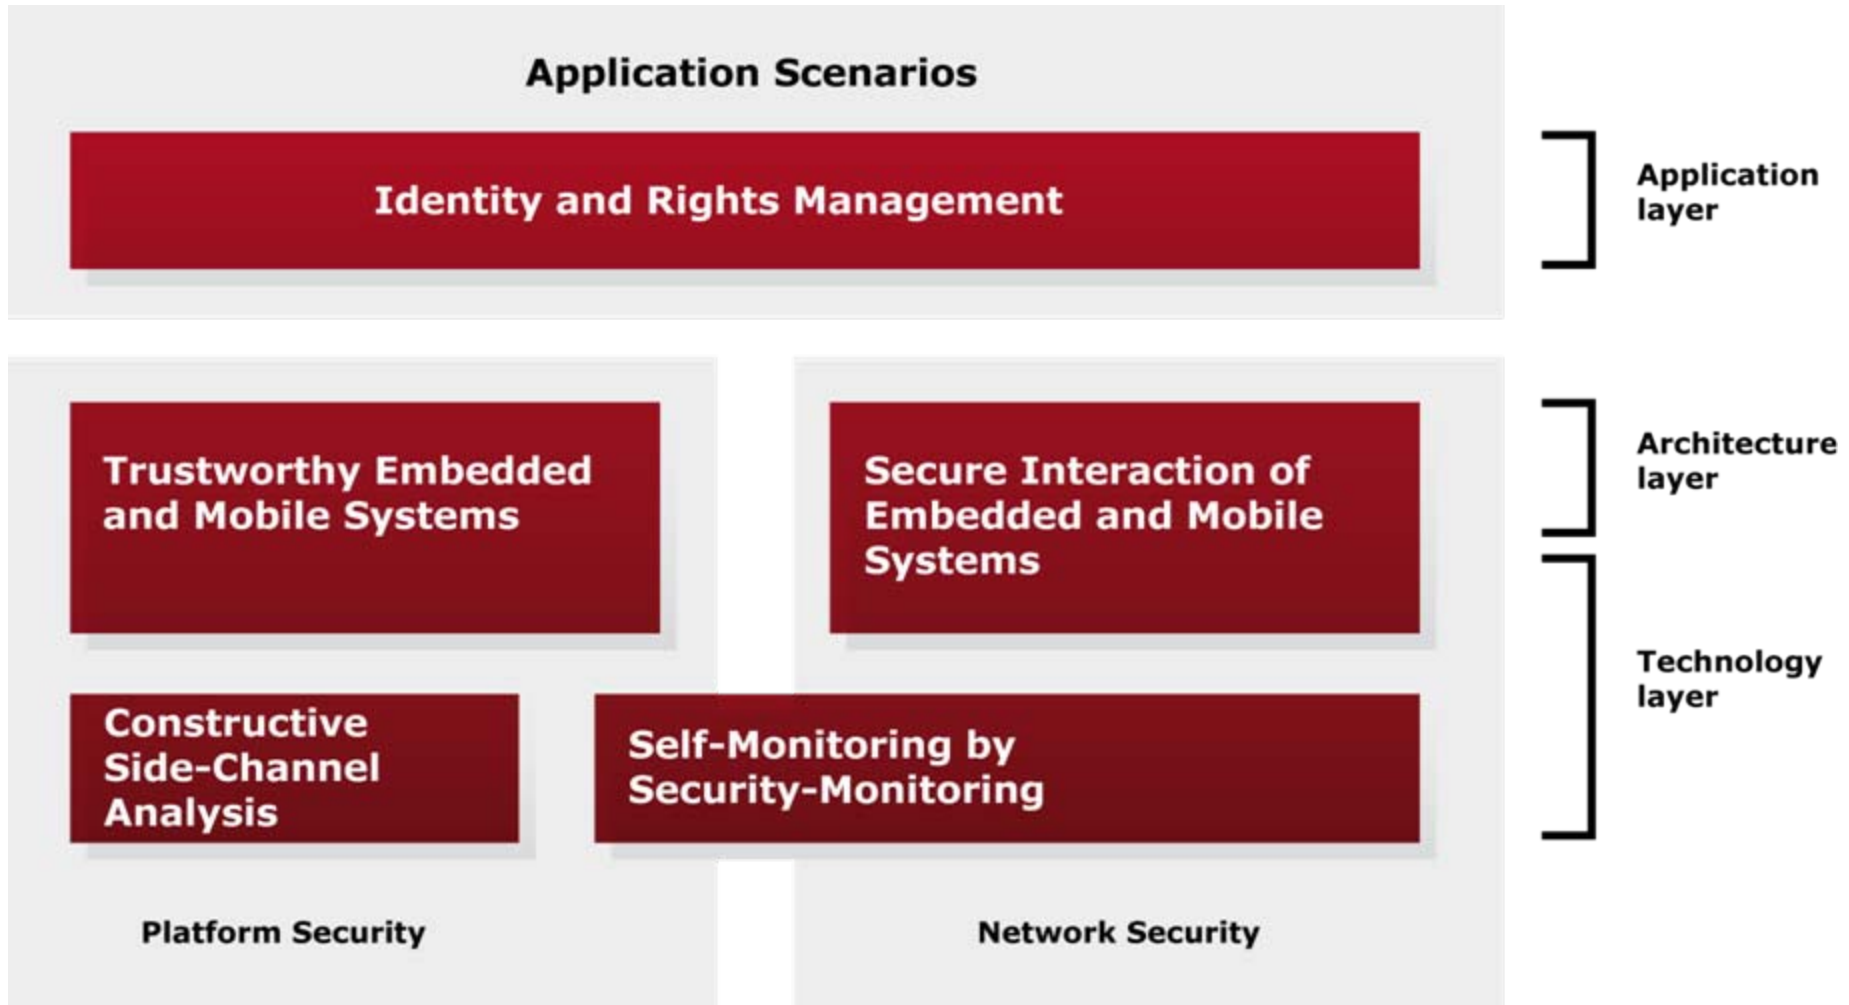 Application Scenarios
Identity and Rights Management
Application
layer
Trustworthy Embedded
and Mobile Systems
Secure Interaction of
Embedded and Mobile
Systems
Architecture
layer
Constructive
Side-Channel
Analysis
Self-Monitoring by
Security-Monitoring
Technology
layer
Platform Security
Network Security